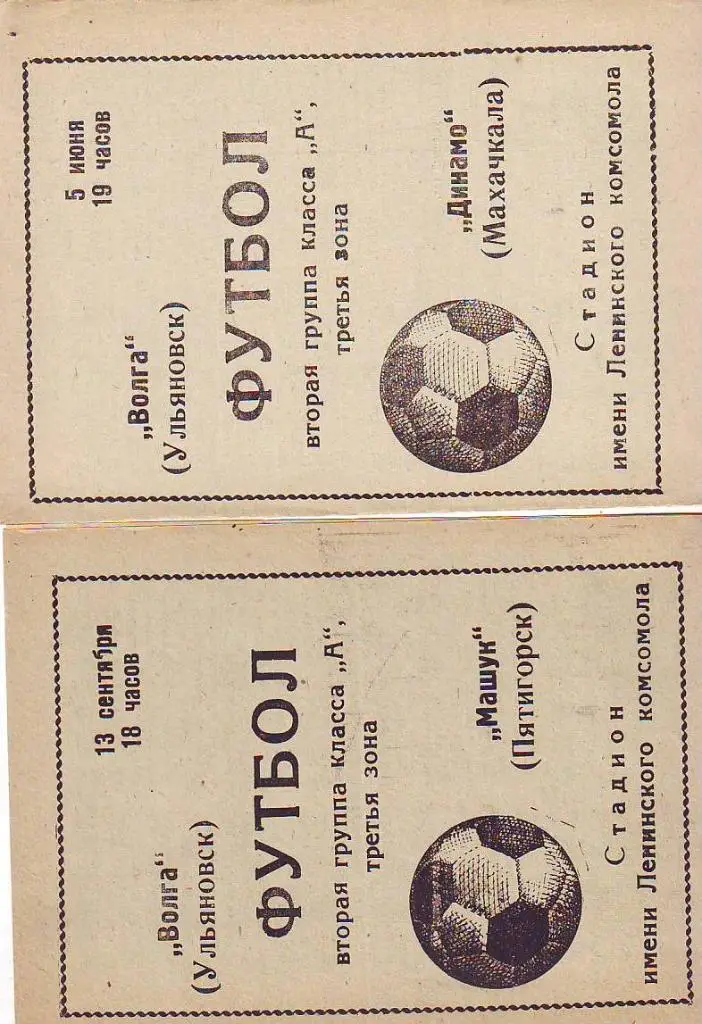 5 июня
19 часов
„Волга“
(Ульяновск)
ФУТБОЛ
вторая группа класса „А“,
третья зона
„Динамо“
(Махачкала)
Стадион
имени Ленинского комсомола
13 сентября
18 часов
„Волга“
(Ульяновск)
ФУТБОЛ
вторая группа класса „А“,
третья зона
„Машук“
(Пятигорск)
Стадион
имени Ленинского комсомола